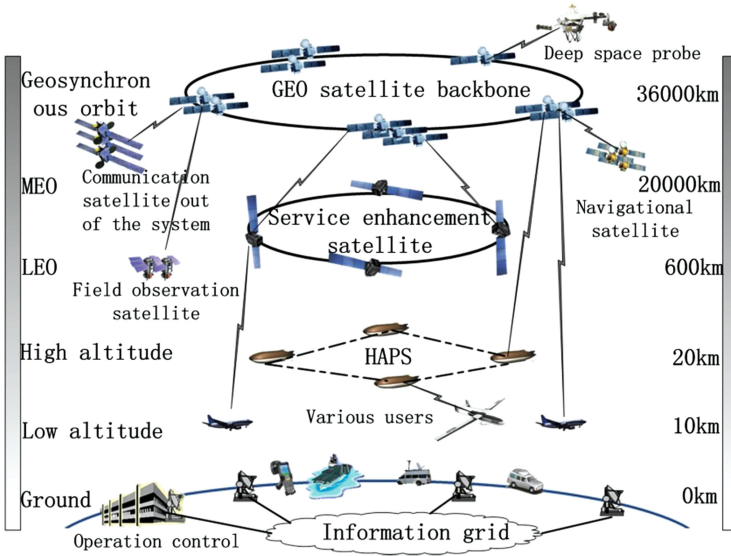 Deep space probe
Geosynchron
ous orbit
GEO satellite backbone
36000km
Communication
satellite out
of the system
MEO
20000km
Navigational
satellite
Service enhancement
satellite
LEO
600km
Field observation
satellite
High altitude
HAPS
20km
Various users
Low altitude
10km
Ground
0km
Information grid
Operation control